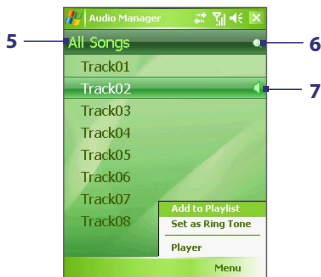 Audio Manager
5 All Songs 6
Track01
Track02 7
Track03
Track04
Track05
Track06
Track07
Track08
Add to Playlist
Set as Ring Tone
Player
Menu